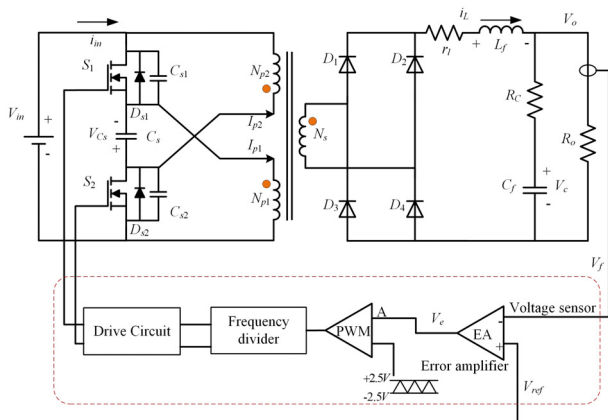 i_in
i_L
V_o
S_1
C_s1
N_p2
D_1
D_2
r_l
L_f
+
-
D_s1
I_p2
R_C
V_in
+
-
-
V_Cs
+
C_s
I_p1
N_s
R_o
S_2
C_s2
N_p1
D_3
D_4
C_f
+
V_c
-
D_s2
V_f
Drive Circuit
Frequency
divider
PWM
A
V_e
EA
-
+
Voltage sensor
Error amplifier
+2.5V
-2.5V
V_ref